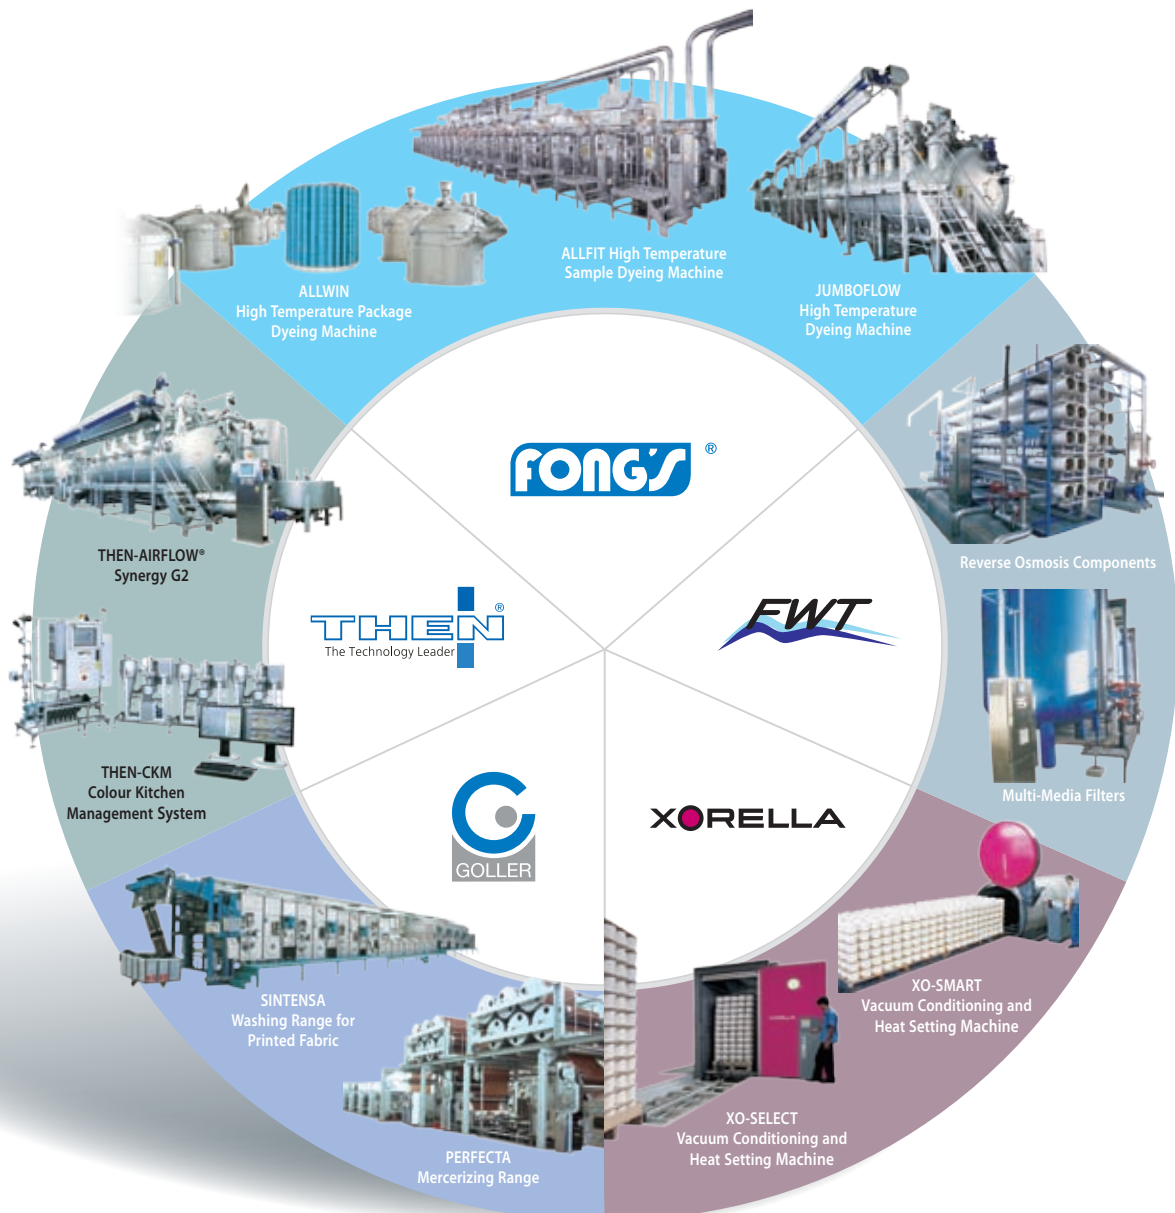 ALLFIT High Temperature
Sample Dyeing Machine
ALLWIN
High Temperature Package
Dyeing Machine
JUMBOFLOW
High Temperature
Dyeing Machine
FONG'S ®
THEN-AIRFLOW®
Synergy G2
Reverse Osmosis Components
THEN ®
The Technology Leader
FWT
THEN-CKM
Colour Kitchen
Management System
Multi-Media Filters
GOLLER
XORELLA
SINTENSA
Washing Range for
Printed Fabric
XO-SMART
Vacuum Conditioning and
Heat Setting Machine
XORELLA
PERFECTA
Mercerizing Range
XO-SELECT
Vacuum Conditioning and
Heat Setting Machine